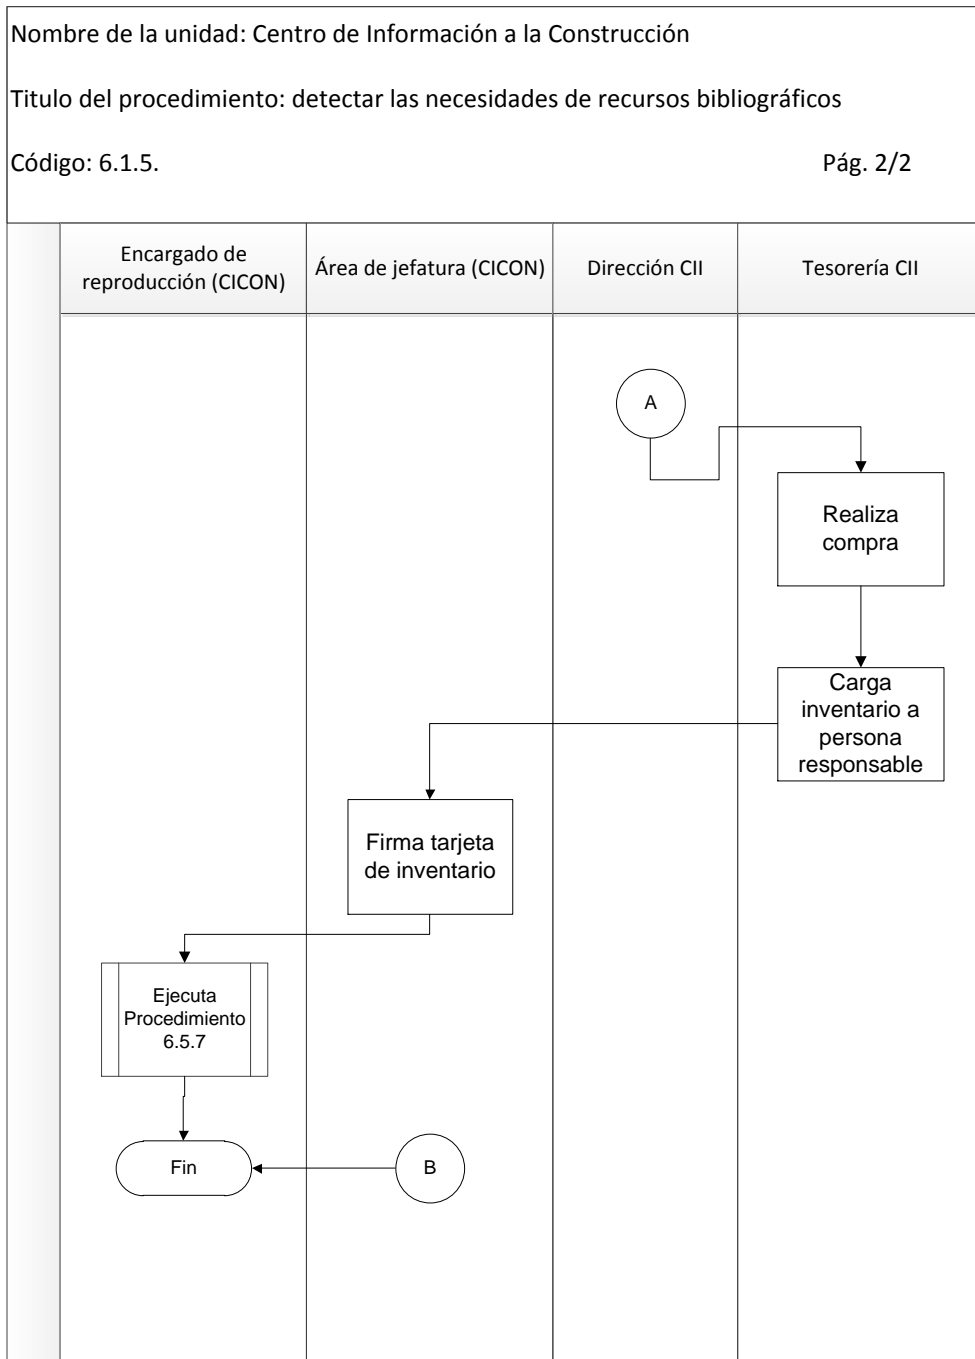 Nombre de la unidad: Centro de Información a la Construcción
Titulo del procedimiento: detectar las necesidades de recursos bibliográficos
Código: 6.1.5. Pág. 2/2
Encargado de
reproducción (CICON)
Área de jefatura (CICON)
Dirección CII
Tesorería CII
A
Realiza
compra
Carga
inventario a
persona
responsable
Firma tarjeta
de inventario
Ejecuta
Procedimiento
6.5.7
Fin
B